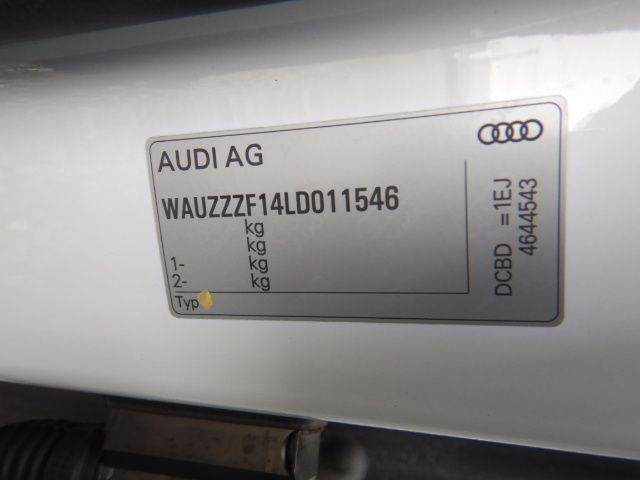 AUDI AG
WAUZZZF14LD011546
kg
kg
1- kg
2- kg
Typ
DCBD =1EJ
4644543